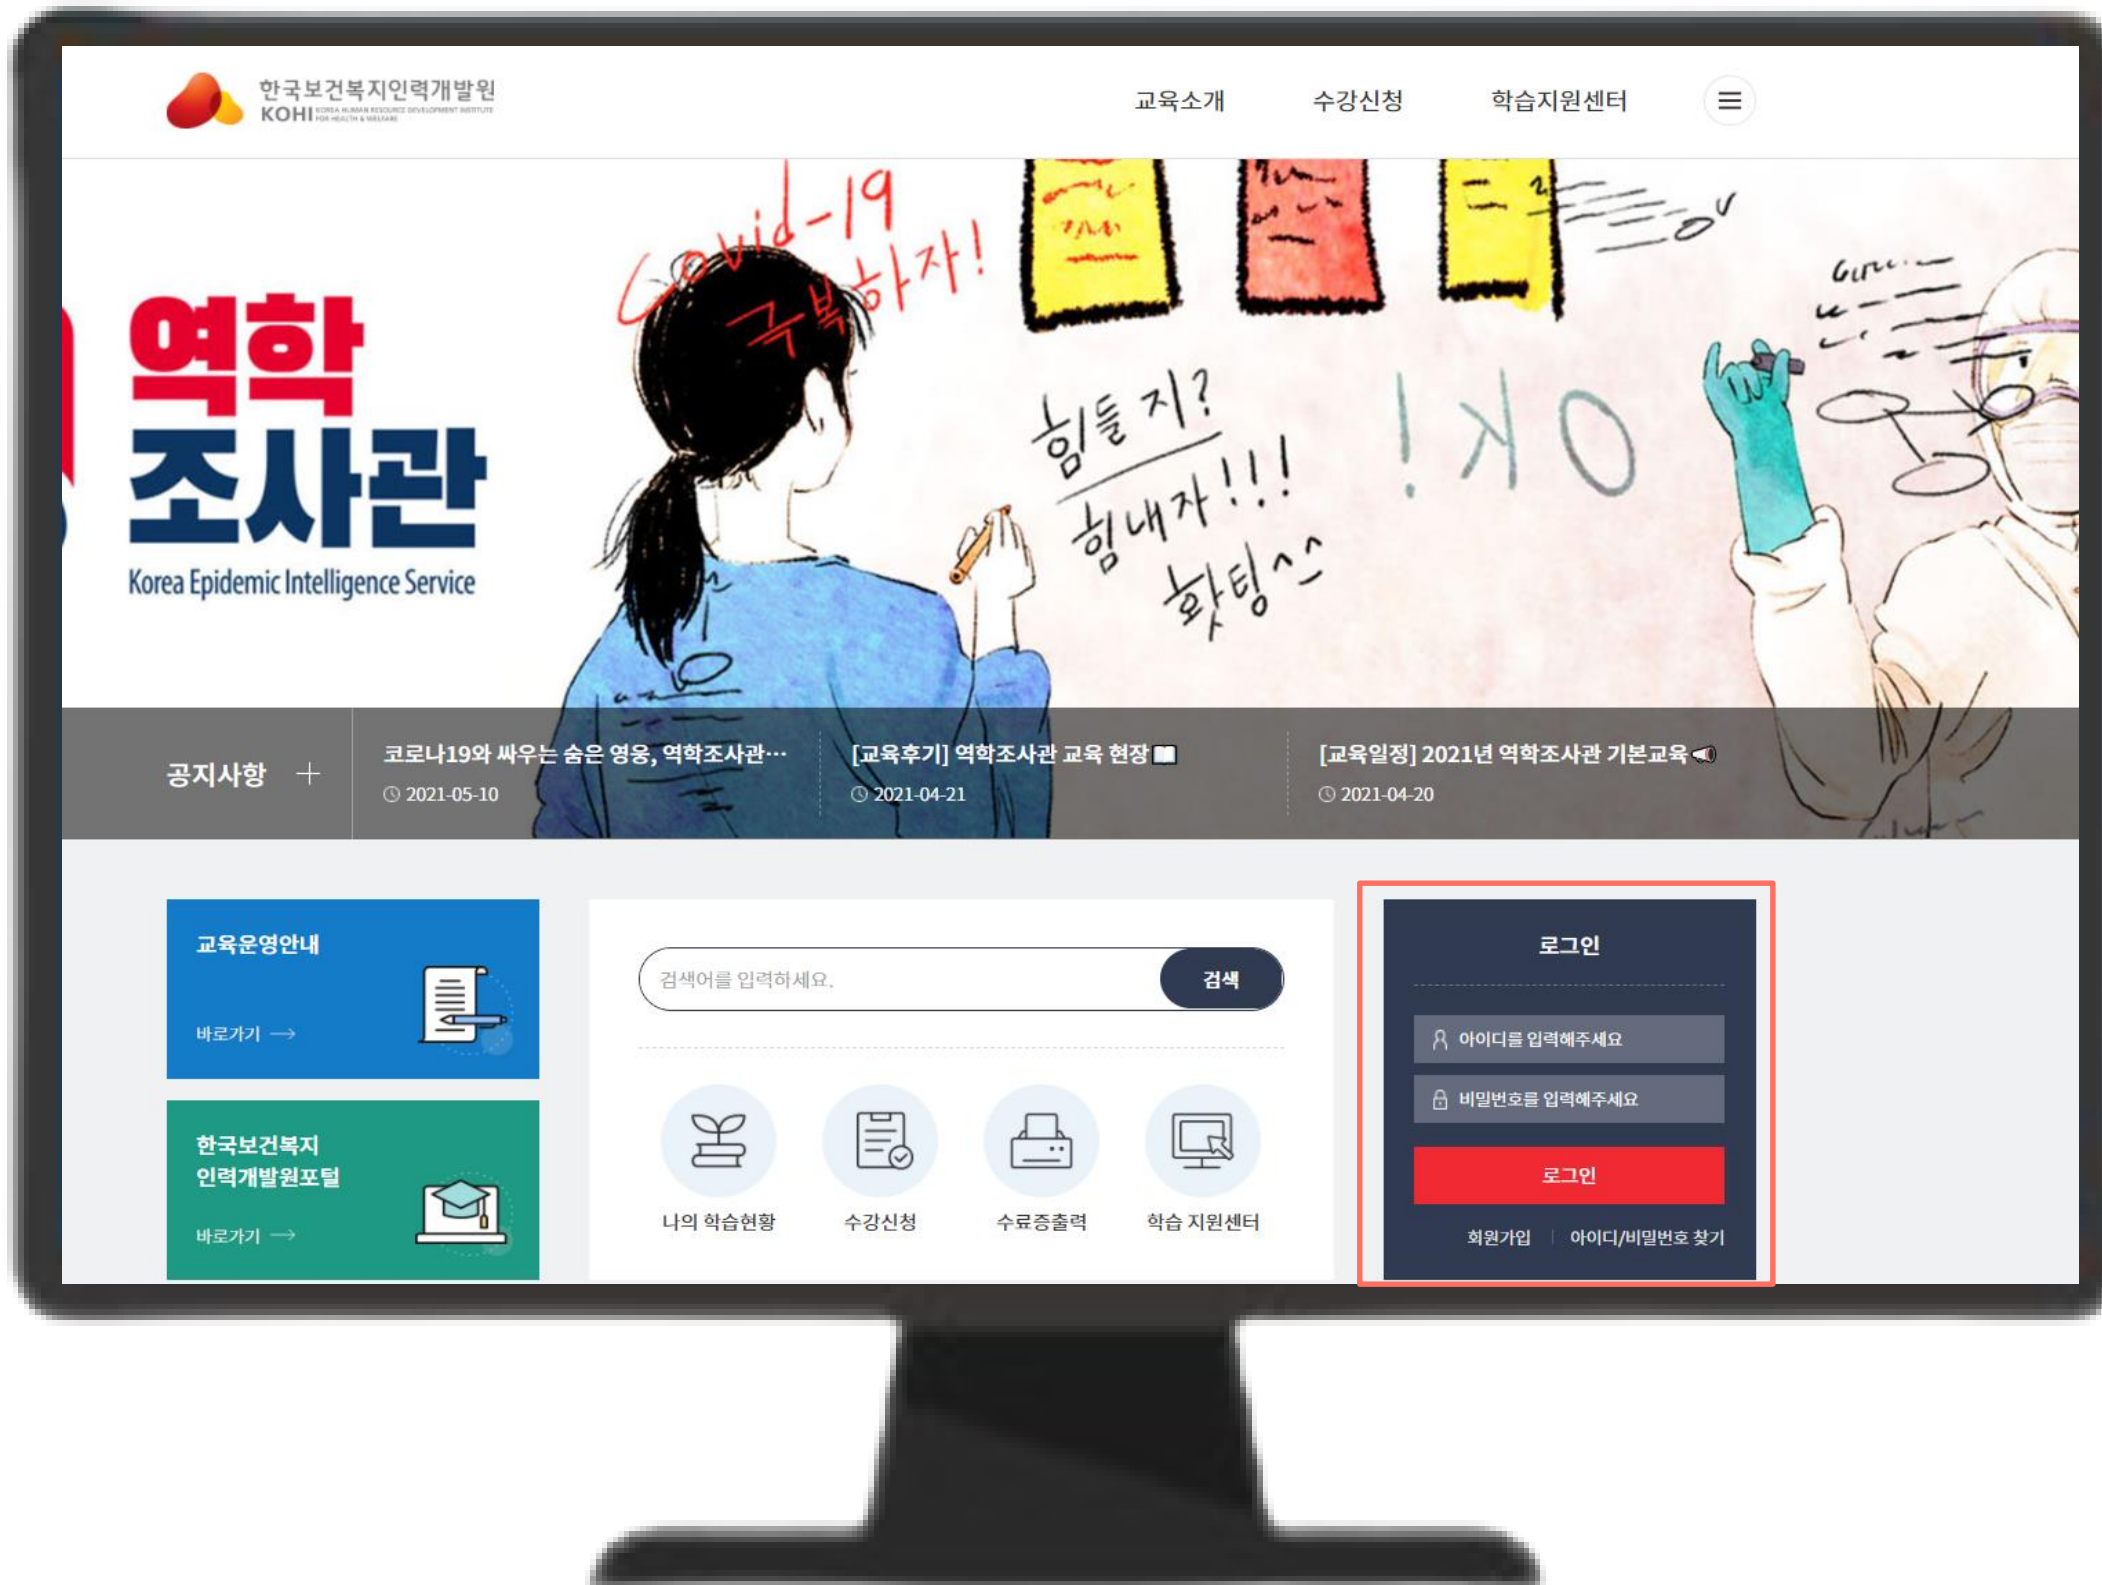 한국보건복지인력개발원
KOHI KOREA HUMAN RESOURCE DEVELOPMENT INSTITUTE
FOR HEALTH & WELFARE
교육소개 수강신청 학습지원센터
역학
조사관
Korea Epidemic Intelligence Service
Covid-19
극복하자!
힘들지?
힘내자!!!
홧팅^^
OK!
공지사항
코로나19와 싸우는 숨은 영웅, 역학조사관…
2021-05-10
[교육후기] 역학조사관 교육 현장
2021-04-21
[교육일정] 2021년 역학조사관 기본교육
2021-04-20
교육운영안내
바로가기 →
한국보건복지
인력개발원포털
바로가기 →
검색어를 입력하세요. 검색
나의 학습현황 수강신청 수료증출력 학습 지원센터
로그인
아이디를 입력해주세요
비밀번호를 입력해주세요
로그인
회원가입 | 아이디/비밀번호 찾기